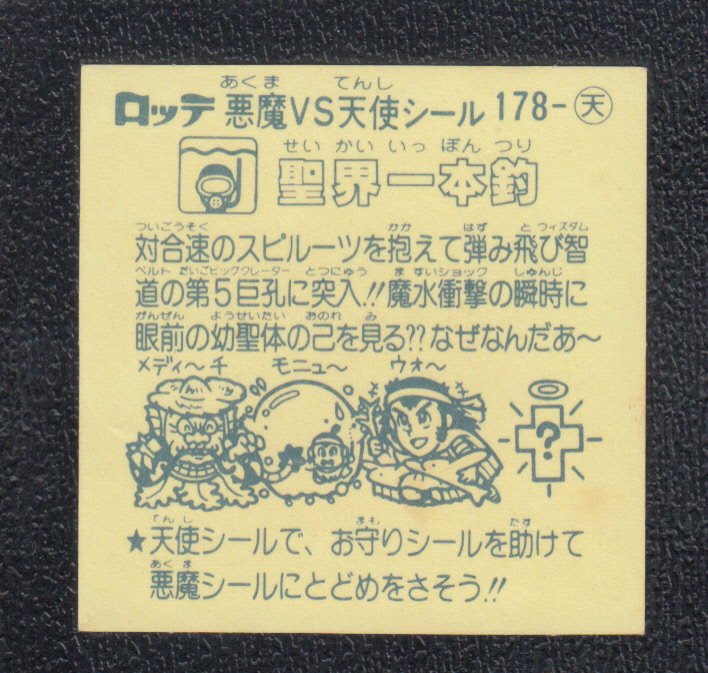 あくま てんし
ロッテ 悪魔VS天使シール 178-天
せい かい いっ ぽん つり
聖界一本釣
ついごうそく かか はず と ウィズダム
対合速のスピルーツを抱えて弾み飛び智
ベルト だいごビッグクレーター とつにゅう ま すいショック しゅんじ
道の第5巨孔に突入!!魔水衝撃の瞬時に
がんぜん ようせいたい おのれ み
眼前の幼聖体の己を見る??なぜなんだあ～
メディ～チ モニュ～ ウォ～
?
てんし まも たす
★天使シールで、お守りシールを助けて
あくま
悪魔シールにとどめをさそう!!